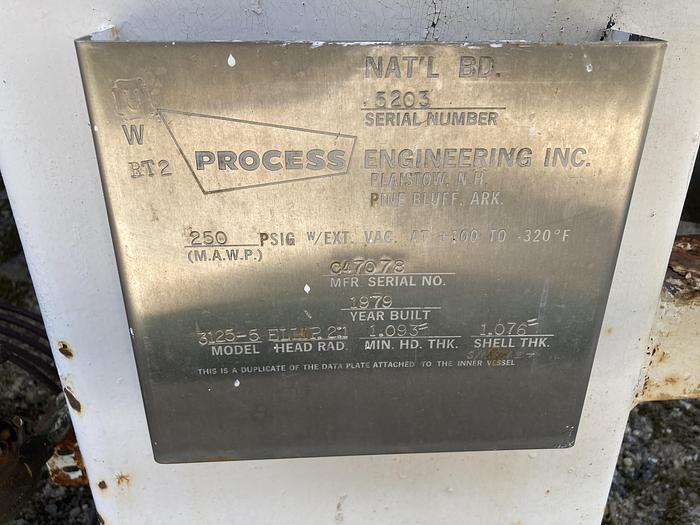 NAT'L BD.
5203
SERIAL NUMBER
U
W
RT2
PROCESS ENGINEERING INC.
PLAISTOW, N.H.
PINE BLUFF, ARK.
250 PSIG W/EXT. VAC. AT +100 TO -320°F
(M.A.W.P.)
C47078
MFR SERIAL NO.
1979
YEAR BUILT
3125-5 ELLIP. 2:1 1.093" 1.076"
MODEL HEAD RAD. MIN. HD. THK. SHELL THK.
THIS IS A DUPLICATE OF THE DATA PLATE ATTACHED TO THE INNER VESSEL